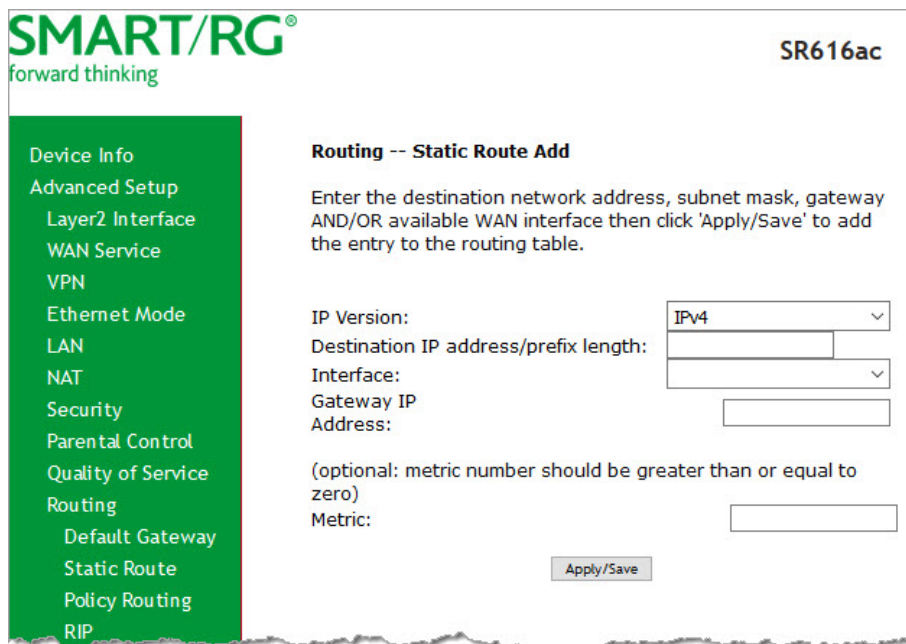 SMART/RG®
forward thinking
SR616ac
Device Info
Advanced Setup
Layer2 Interface
WAN Service
VPN
Ethernet Mode
LAN
NAT
Security
Parental Control
Quality of Service
Routing
Default Gateway
Static Route
Policy Routing
RIP
Routing -- Static Route Add
Enter the destination network address, subnet mask, gateway
AND/OR available WAN interface then click 'Apply/Save' to add
the entry to the routing table.
IP Version:
IPv4
Destination IP address/prefix length:
Interface:
Gateway IP
Address:
(optional: metric number should be greater than or equal to
zero)
Metric:
Apply/Save